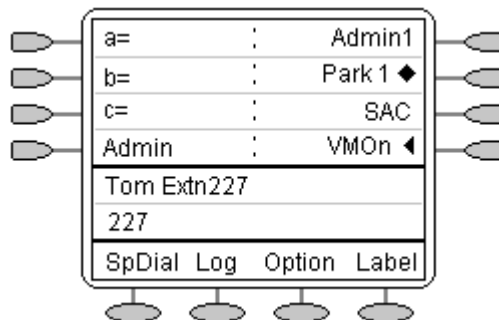 a= : Admin1
b= : Park 1 ◆
c= : SAC
Admin : VMOn ◀
Tom Extn227
227
SpDial Log Option Label